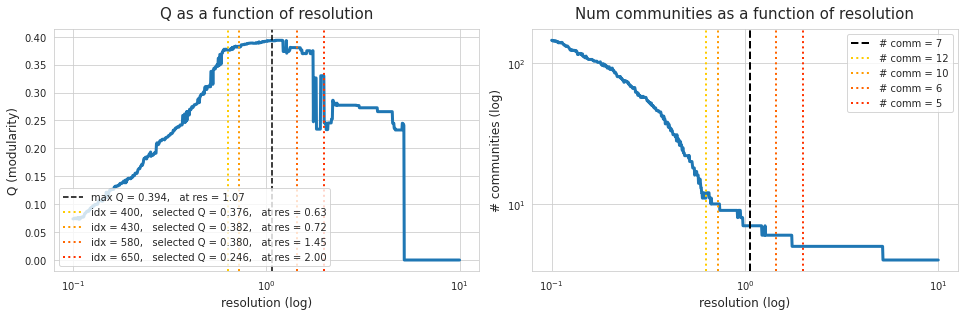 Q as a function of resolution
Q (modularity)
0.40
0.35
0.30
0.25
0.20
0.15
0.10
0.05
0.00
max Q = 0.394,   at res = 1.07
idx = 400,   selected Q = 0.376,   at res = 0.63
idx = 430,   selected Q = 0.382,   at res = 0.72
idx = 580,   selected Q = 0.380,   at res = 1.45
idx = 650,   selected Q = 0.246,   at res = 2.00
10⁻¹ 10⁰ 10¹
resolution (log)
Num communities as a function of resolution
# communities (log)
10²
10¹
# comm = 7
# comm = 12
# comm = 10
# comm = 6
# comm = 5
10⁻¹ 10⁰ 10¹
resolution (log)